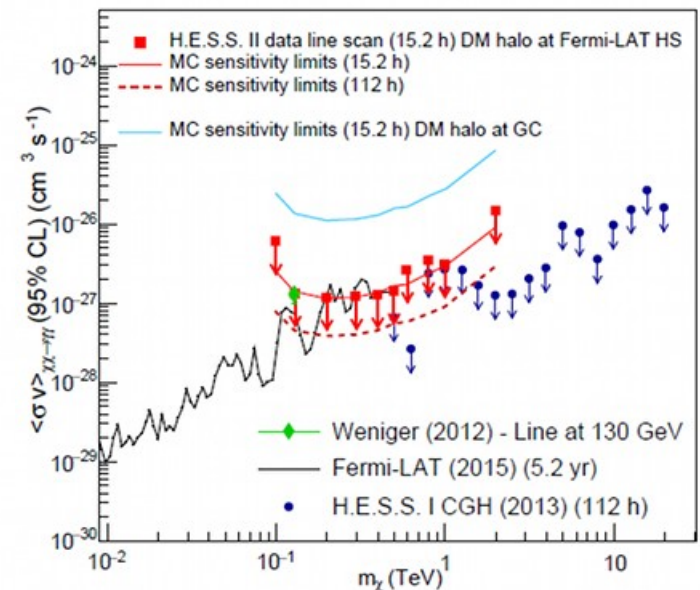 H.E.S.S. II data line scan (15.2 h) DM halo at Fermi-LAT HS
MC sensitivity limits (15.2 h)
MC sensitivity limits (112 h)
MC sensitivity limits (15.2 h) DM halo at GC
<σ v>χχ→γγ (95% CL) (cm³ s⁻¹)
10⁻²⁴
10⁻²⁵
10⁻²⁶
10⁻²⁷
10⁻²⁸
10⁻²⁹
10⁻³⁰
Weniger (2012) - Line at 130 GeV
Fermi-LAT (2015) (5.2 yr)
H.E.S.S. I CGH (2013) (112 h)
10⁻² 10⁻¹ 1 10
mχ (TeV)